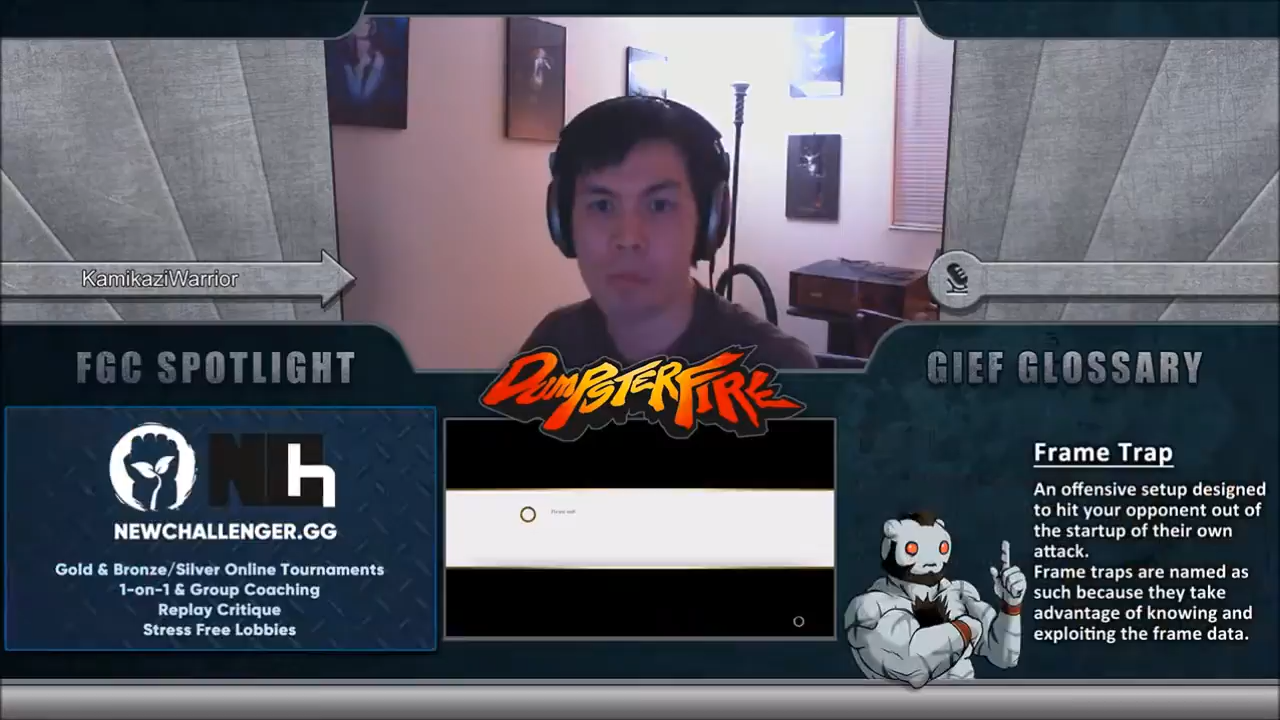 KamikaziWarrior
FGC SPOTLIGHT
GIEF GLOSSARY
DUMPSTER FIRE
NEWCHALLENGER.GG
Gold & Bronze/Silver Online Tournaments
1-on-1 & Group Coaching
Replay Critique
Stress Free Lobbies
Frame Trap
An offensive setup designed
to hit your opponent out of
the startup of their own
attack.
Frame traps are named as
such because they take
advantage of knowing and
exploiting the frame data.